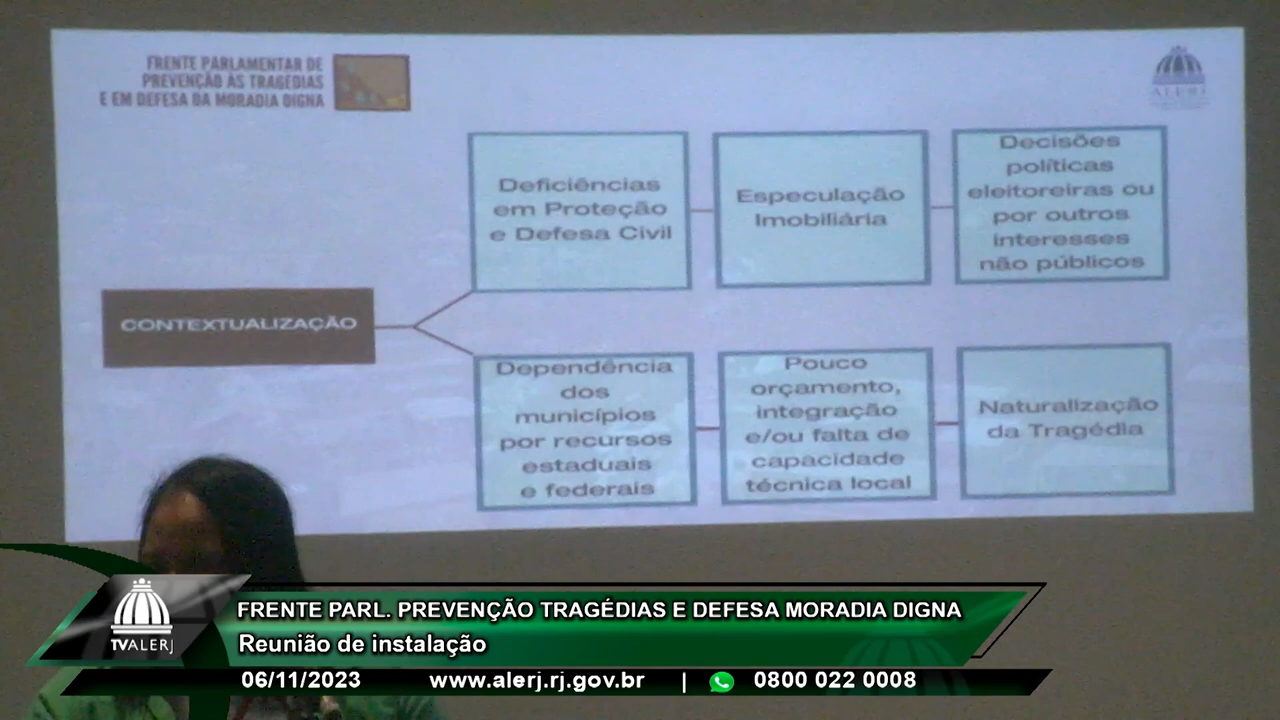 FRENTE PARLAMENTAR DE
PREVENÇÃO ÀS TRAGÉDIAS
E EM DEFESA DA MORADIA DIGNA
ALERJ
CONTEXTUALIZAÇÃO
Deficiências
em Proteção
e Defesa Civil
Especulação
Imobiliária
Decisões
políticas
eleitoreiras ou
por outros
interesses
não públicos
Dependência
dos
municípios
por recursos
estaduais
e federais
Pouco
orçamento,
integração
e/ou falta de
capacidade
técnica local
Naturalização
da Tragédia
TVALERJ
FRENTE PARL. PREVENÇÃO TRAGÉDIAS E DEFESA MORADIA DIGNA
Reunião de instalação
06/11/2023 www.alerj.rj.gov.br | 0800 022 0008